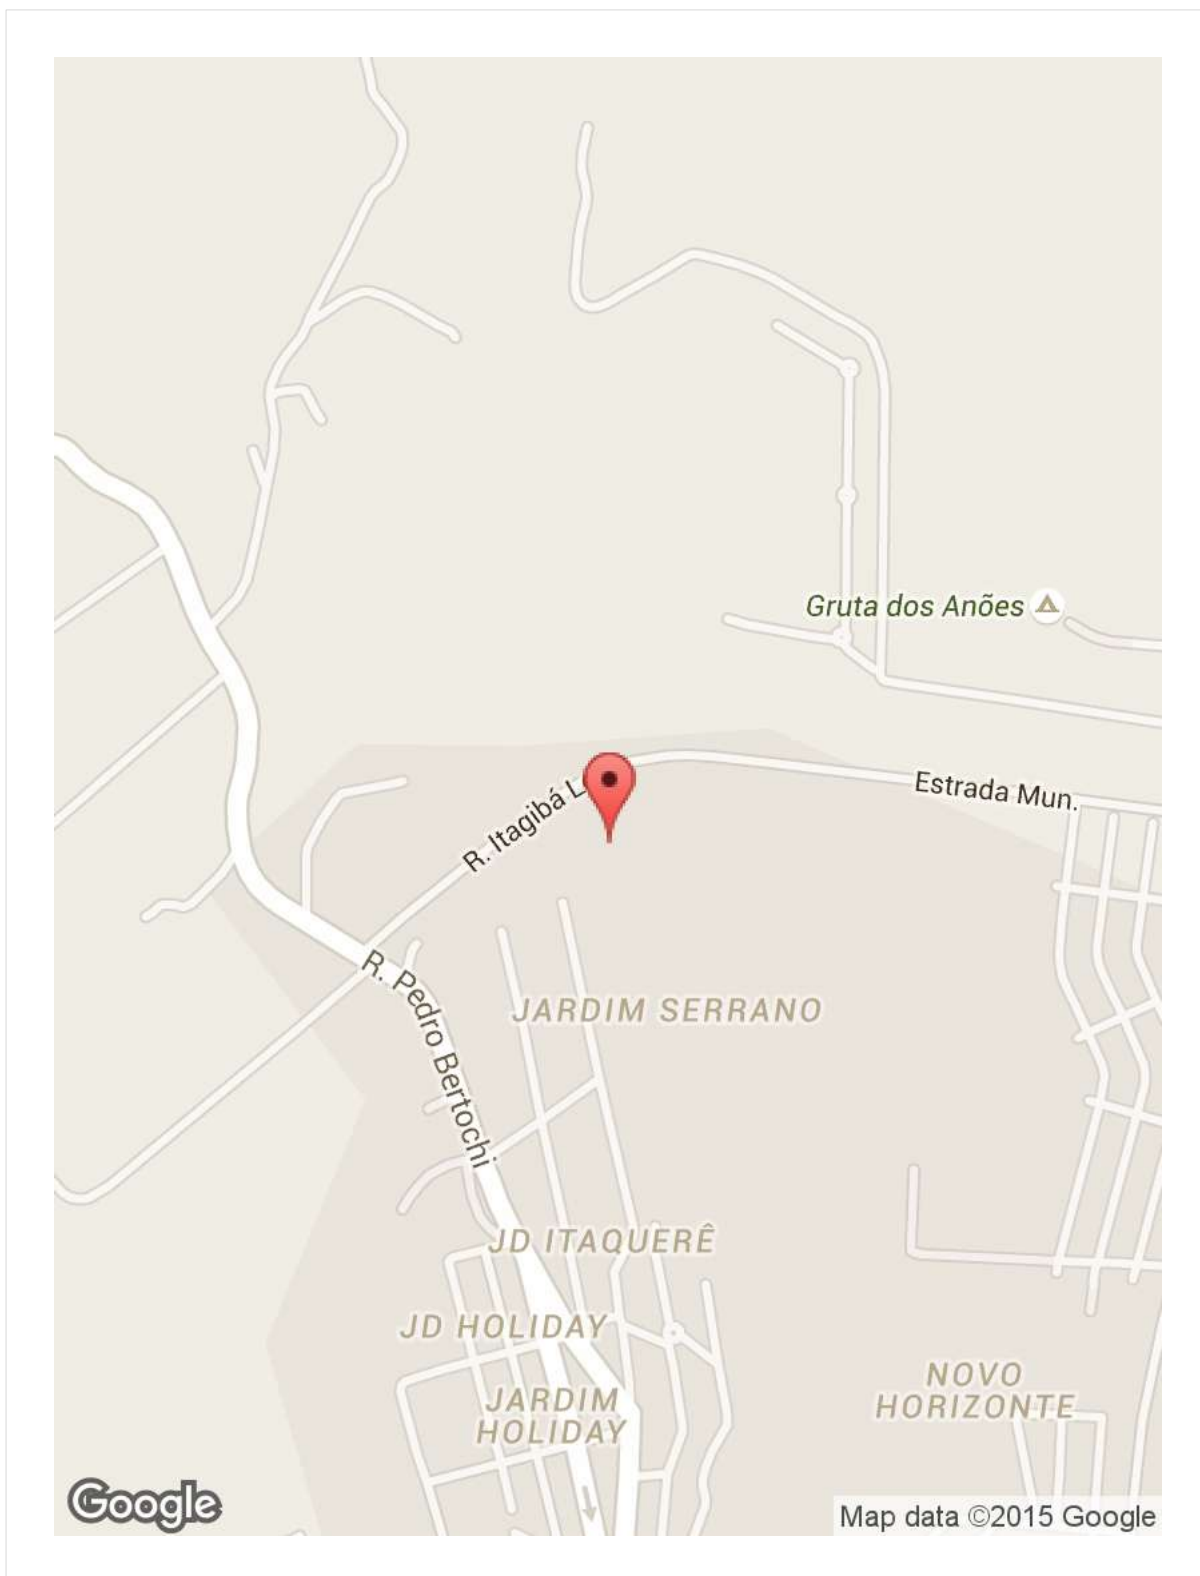 Gruta dos Anões
Estrada Mun.
R. Itagibá L
R. Pedro Bertochi
JARDIM SERRANO
JD ITAQUERÊ
JD HOLIDAY
NOVO
HORIZONTE
JARDIM
HOLIDAY
Google
Map data ©2015 Google